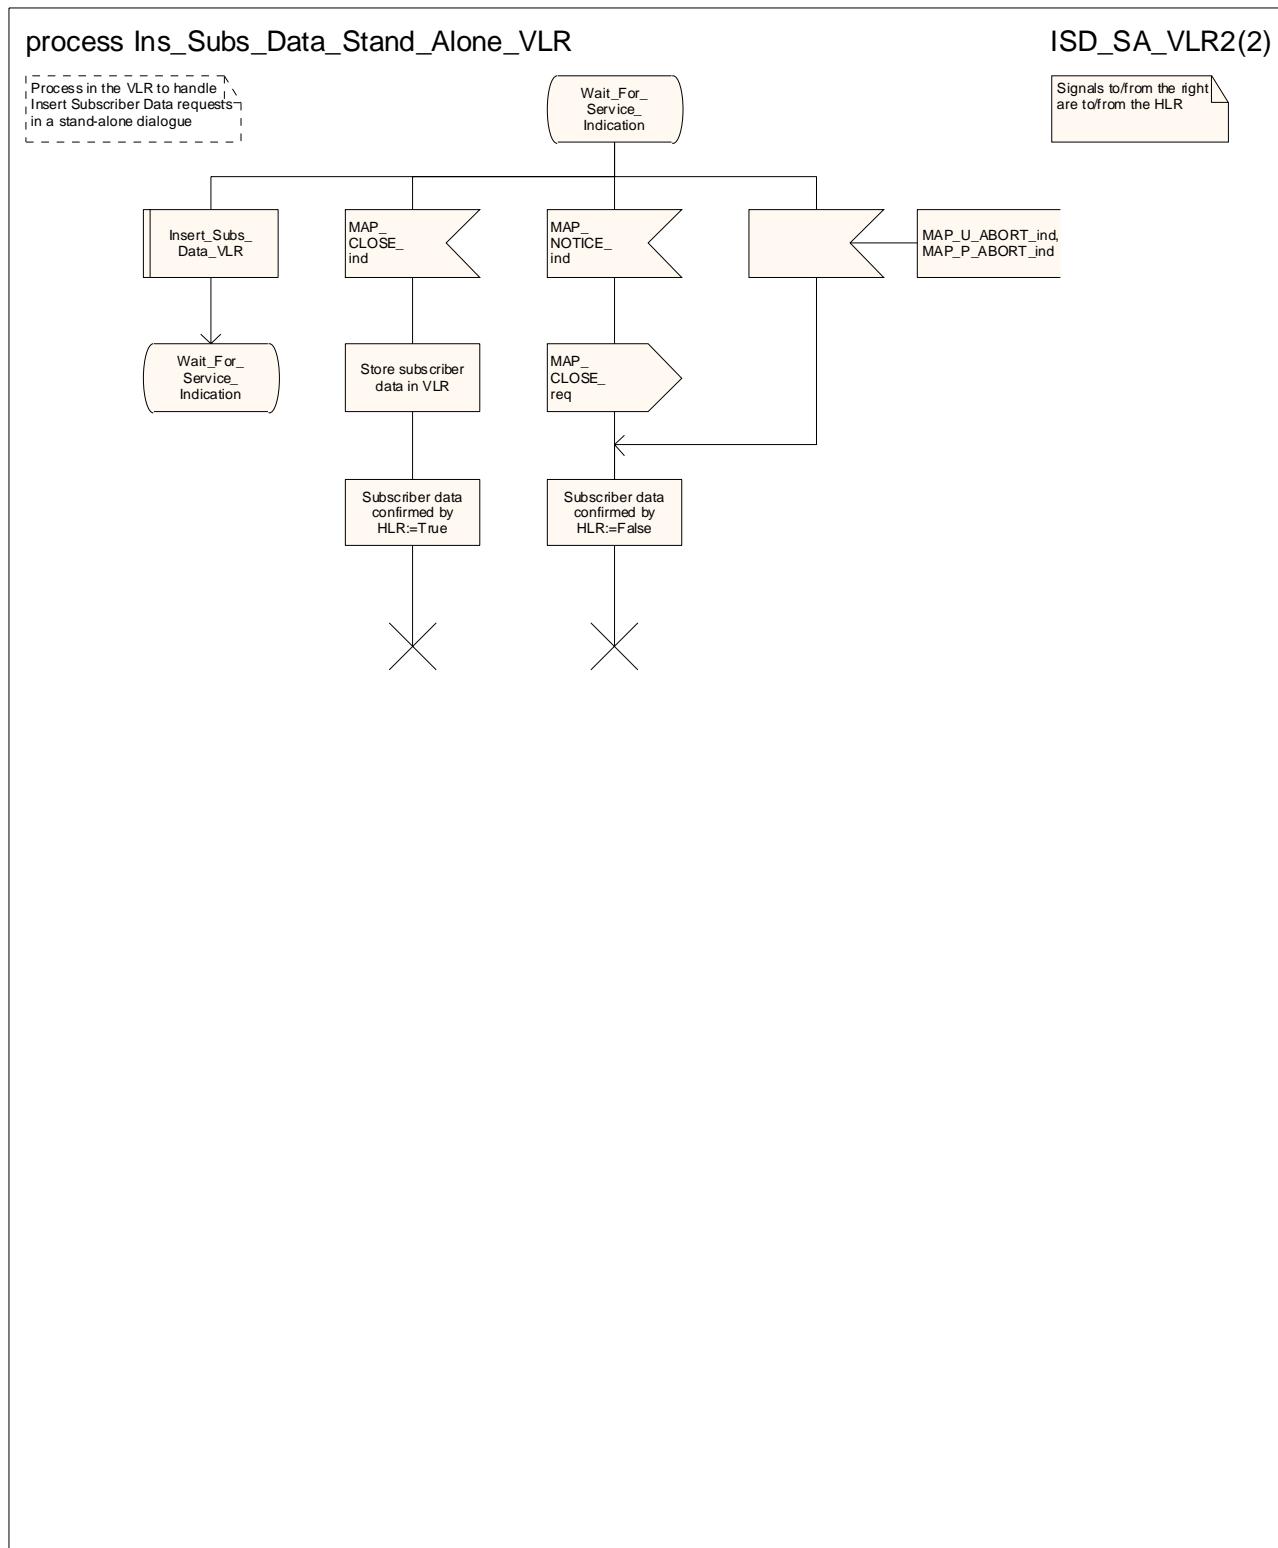 process Ins_Subs_Data_Stand_Alone_VLR
ISD_SA_VLR2(2)
Process in the VLR to handle
Insert Subscriber Data requests
in a stand-alone dialogue
Wait_For_
Service_
Indication
Signals to/from the right
are to/from the HLR
Insert_Subs_
Data_VLR
MAP_
CLOSE_
ind
MAP_
NOTICE_
ind
MAP_U_ABORT_ind,
MAP_P_ABORT_ind
Wait_For_
Service_
Indication
Store subscriber
data in VLR
MAP_
CLOSE_
req
Subscriber data
confirmed by
HLR:=True
Subscriber data
confirmed by
HLR:=False